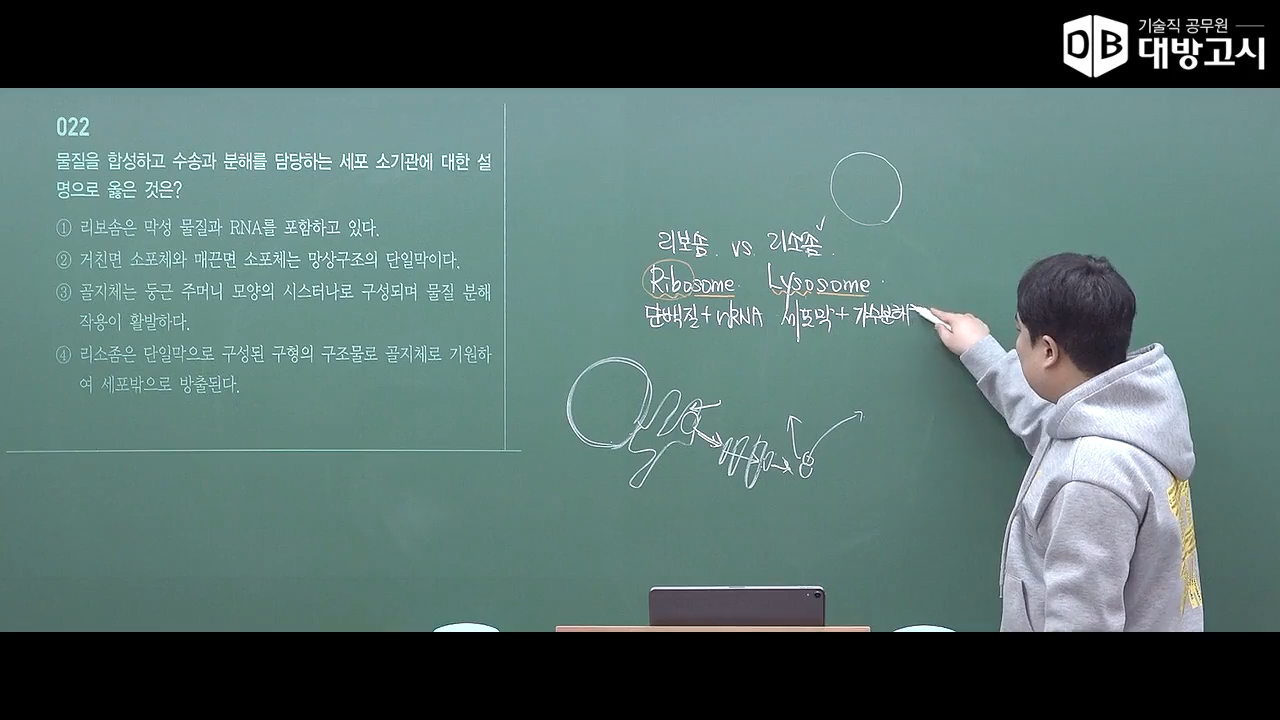 기술직 공무원
DB 대방고시
022
물질을 합성하고 수송과 분해를 담당하는 세포 소기관에 대한 설
명으로 옳은 것은?
① 리보솜은 막성 물질과 RNA를 포함하고 있다.
② 거친면 소포체와 매끈면 소포체는 망상구조의 단일막이다.
③ 골지체는 둥근 주머니 모양의 시스터나로 구성되며 물질 분해
작용이 활발하다.
④ 리소좀은 단일막으로 구성된 구형의 구조물로 골지체로 기원하
여 세포밖으로 방출된다.
리보솜 vs 리소좀
Ribosome Lysosome
단백질+rRNA 세포막+가수분해